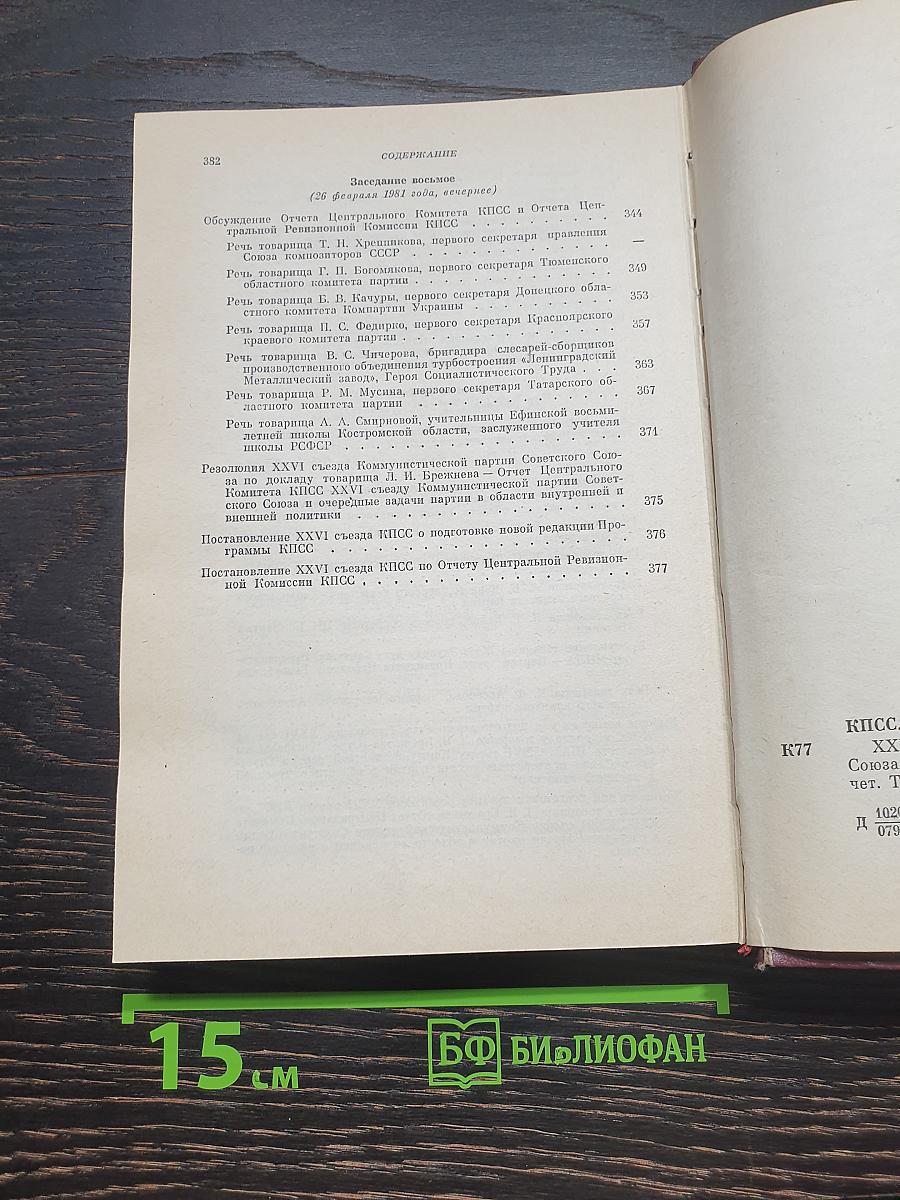 382
СОДЕРЖАНИЕ
Заседание восьмое
(26 февраля 1981 года, вечернее)
Обсуждение Отчета Центрального Комитета КПСС и Отчета Цен-
тральной Ревизионной Комиссии КПСС . . . . . . . . . 344
Речь товарища Т. Н. Хренникова, первого секретаря правления
Союза композиторов СССР . . . . . . . . . . . . —
Речь товарища Г. П. Богомякова, первого секретаря Тюменского
областного комитета партии . . . . . . . . . . . . 349
Речь товарища Б. В. Качуры, первого секретаря Донецкого обла-
стного комитета Компартии Украины . . . . . . . . . 353
Речь товарища П. С. Федирко, первого секретаря Красноярского
краевого комитета партии . . . . . . . . . . . . . 357
Речь товарища В. С. Чичерова, бригадира слесарей-сборщиков
производственного объединения турбостроения «Ленинградский
Металлический завод», Героя Социалистического Труда . . . 363
Речь товарища Р. М. Мусина, первого секретаря Татарского об-
ластного комитета партии . . . . . . . . . . . . . 367
Речь товарища А. А. Смирновой, учительницы Ефинской восьми-
летней школы Костромской области, заслуженного учителя
школы РСФСР . . . . . . . . . . . . . . . . . 371
Резолюция XXVI съезда Коммунистической партии Советского Сою-
за по докладу товарища Л. И. Брежнева — Отчет Центрального
Комитета КПСС XXVI съезду Коммунистической партии Совет-
ского Союза и очередные задачи партии в области внутренней и
внешней политики . . . . . . . . . . . . . . . . 375
Постановление XXVI съезда КПСС о подготовке новой редакции Про-
граммы КПСС . . . . . . . . . . . . . . . . . . 376
Постановление XXVI съезда КПСС по Отчету Центральной Ревизион-
ной Комиссии КПСС . . . . . . . . . . . . . . . . 377
КПСС.
К77
XXV
Союза
чет. Т
Д 1020
079
15 см
БФ БИБЛИОФАН